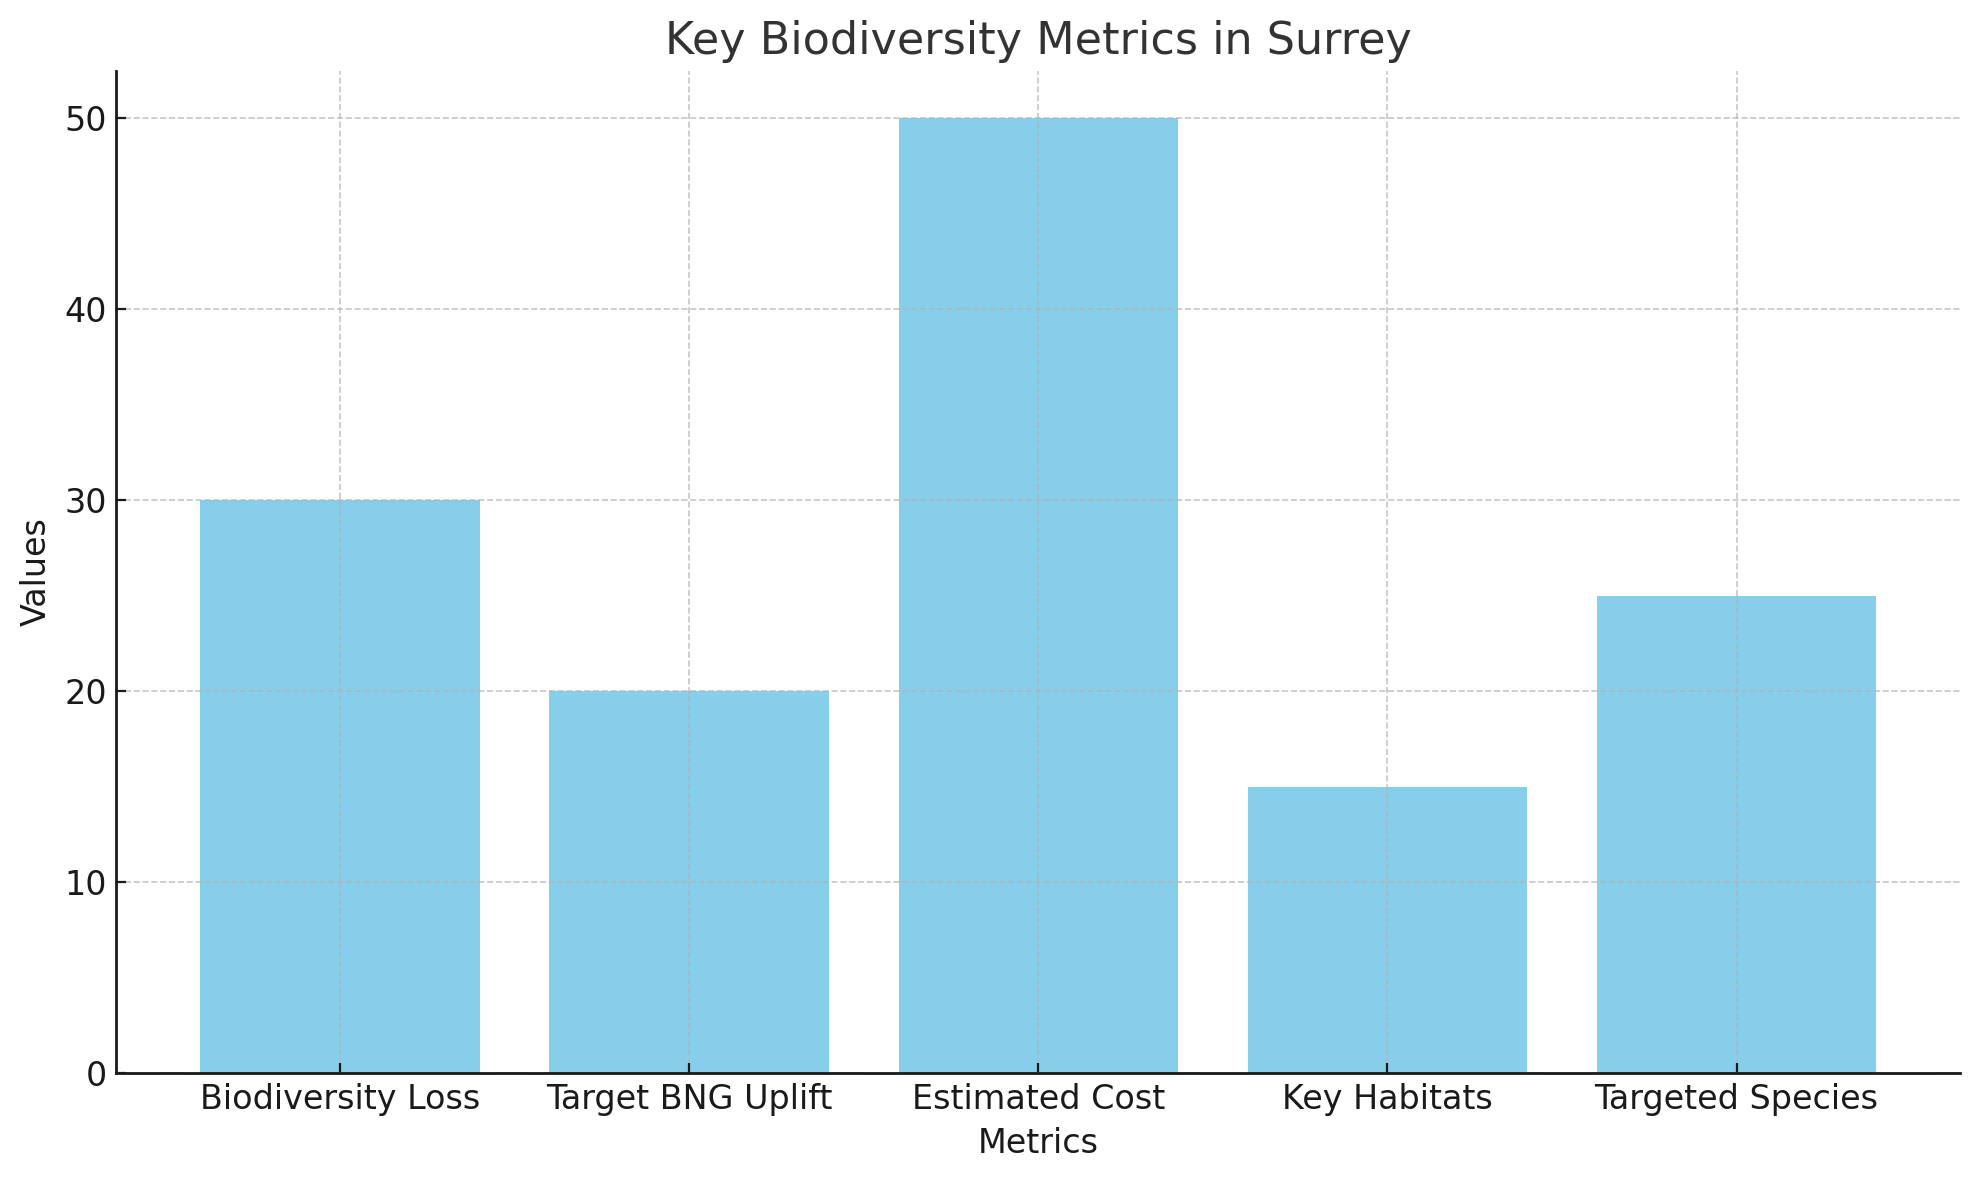 Key Biodiversity Metrics in Surrey
50
40
30
20
10
0
Values
Biodiversity Loss
Target BNG Uplift
Estimated Cost
Key Habitats
Targeted Species
Metrics